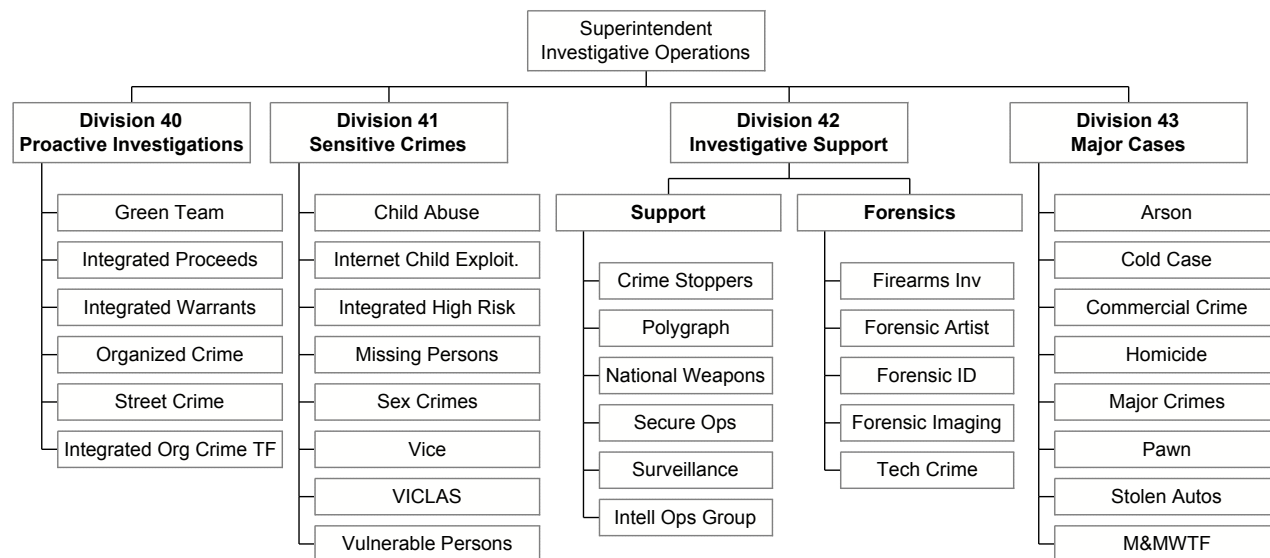 Superintendent
Investigative Operations
Division 40
Proactive Investigations
Division 41
Sensitive Crimes
Division 42
Investigative Support
Division 43
Major Cases
Green Team
Integrated Proceeds
Integrated Warrants
Organized Crime
Street Crime
Integrated Org Crime TF
Child Abuse
Internet Child Exploit.
Integrated High Risk
Missing Persons
Sex Crimes
Vice
VICLAS
Vulnerable Persons
Support
Crime Stoppers
Polygraph
National Weapons
Secure Ops
Surveillance
Intell Ops Group
Forensics
Firearms Inv
Forensic Artist
Forensic ID
Forensic Imaging
Tech Crime
Arson
Cold Case
Commercial Crime
Homicide
Major Crimes
Pawn
Stolen Autos
M&MWTF